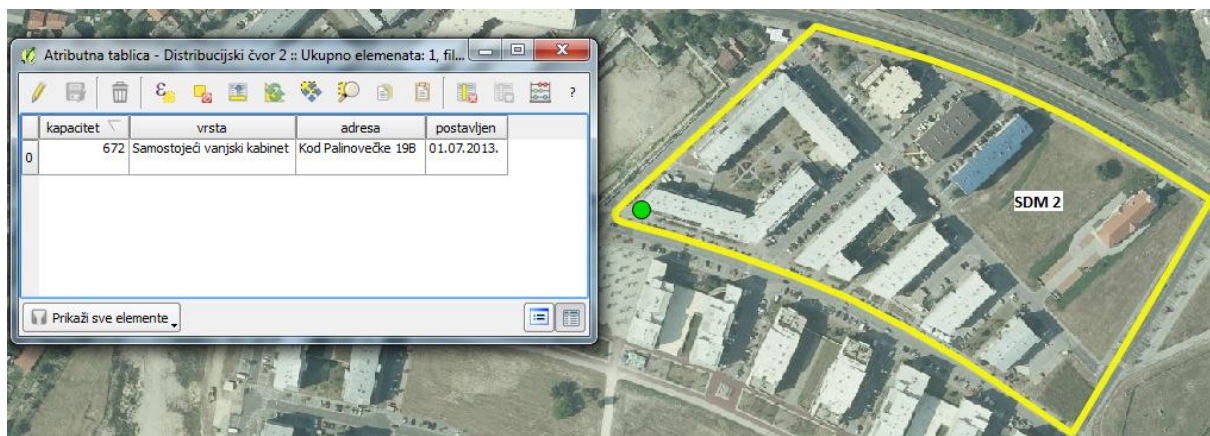 Atributna tablica - Distribucijski čvor 2 :: Ukupno elemenata: 1, fil...
?
kapacitet vrsta adresa postavljen
0 672 Samostojeći vanjski kabinet Kod Palinovečke 19B 01.07.2013.
Prikaži sve elemente
SDM 2